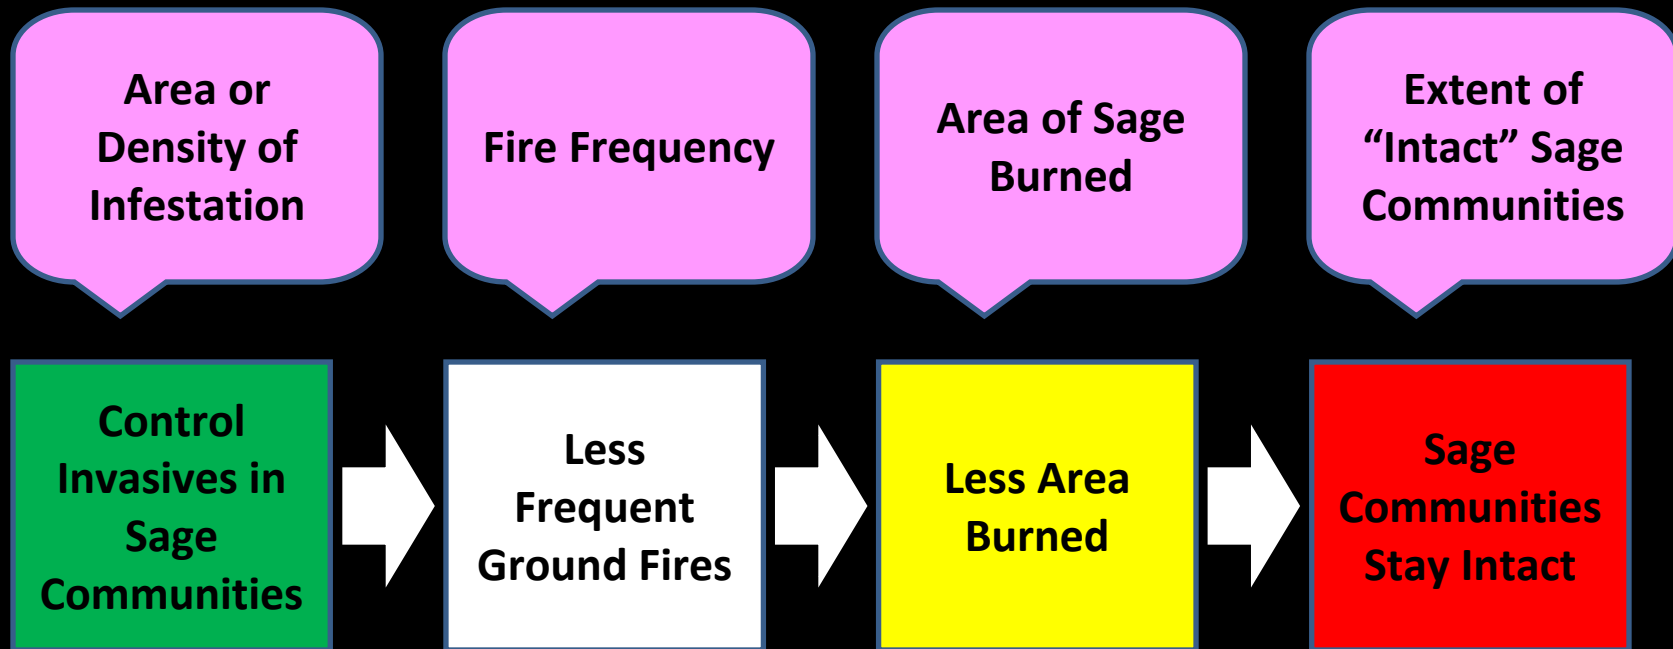 Area or
Density of
Infestation
Fire Frequency
Area of Sage
Burned
Extent of
“Intact” Sage
Communities
Control
Invasives in
Sage
Communities
Less
Frequent
Ground Fires
Less Area
Burned
Sage
Communities
Stay Intact